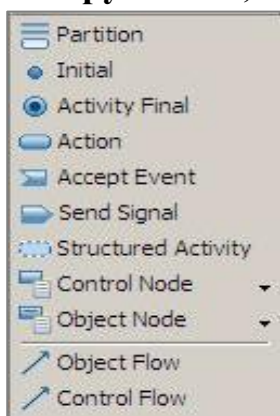 Partition
Initial
Activity Final
Action
Accept Event
Send Signal
Structured Activity
Control Node
Object Node
Object Flow
Control Flow